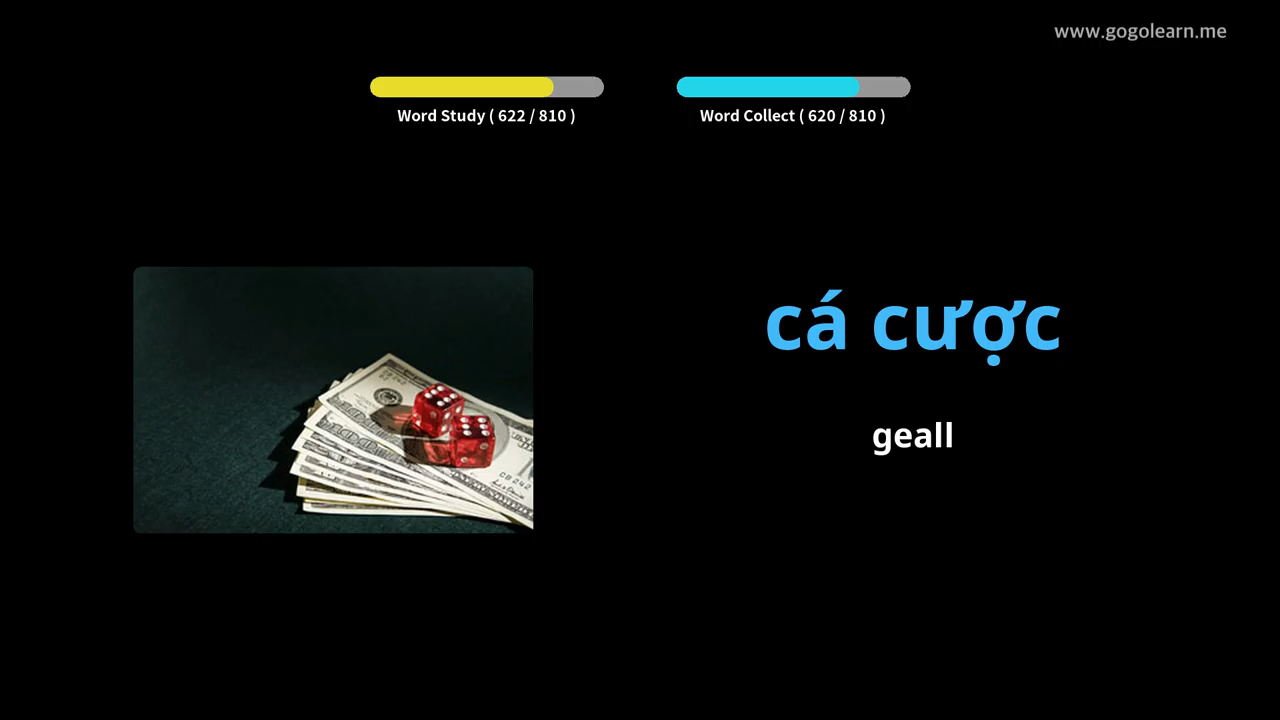 www.gogolearn.me
Word Study ( 622 / 810 )
Word Collect ( 620 / 810 )
cá cược
geall